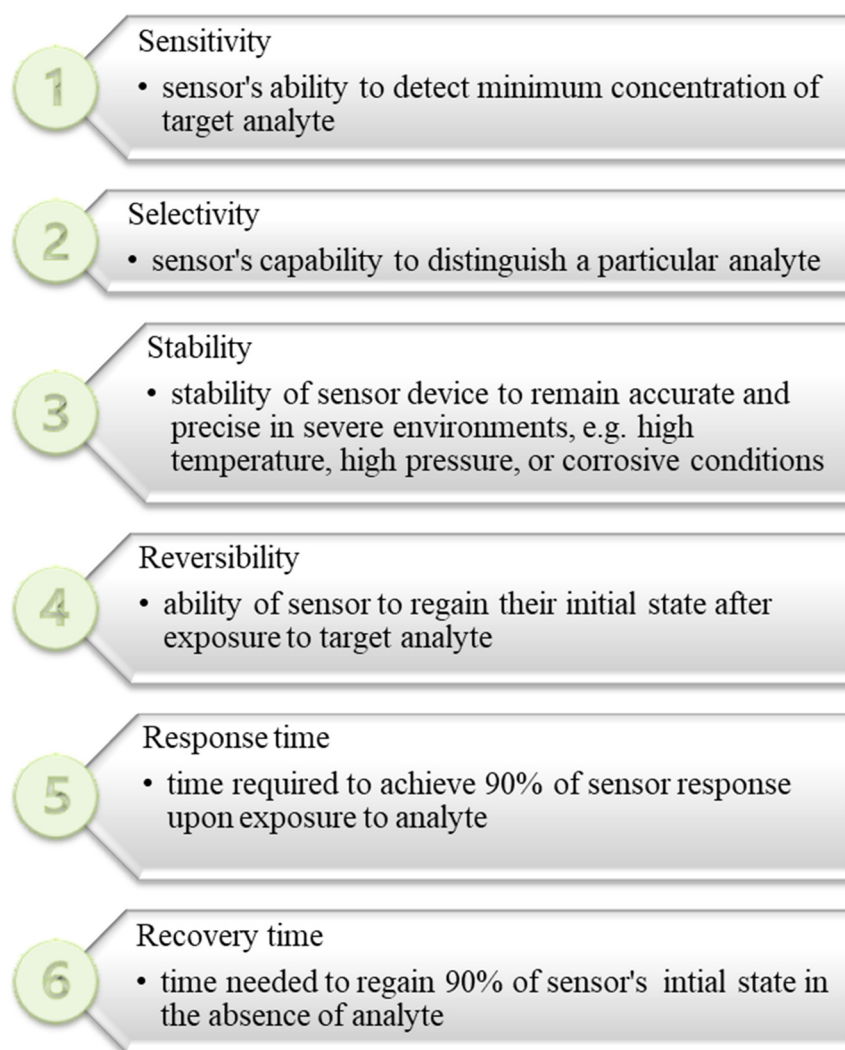 1
Sensitivity
• sensor's ability to detect minimum concentration of
target analyte
2
Selectivity
• sensor's capability to distinguish a particular analyte
3
Stability
• stability of sensor device to remain accurate and
precise in severe environments, e.g. high
temperature, high pressure, or corrosive conditions
4
Reversibility
• ability of sensor to regain their initial state after
exposure to target analyte
5
Response time
• time required to achieve 90% of sensor response
upon exposure to analyte
6
Recovery time
• time needed to regain 90% of sensor's intial state in
the absence of analyte